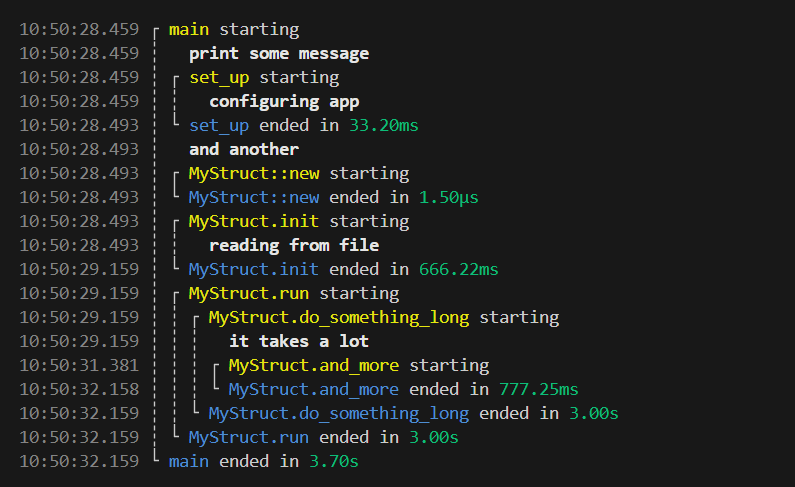 10:50:28.459 ┌ main starting
10:50:28.459 ┆   print some message
10:50:28.459 ┆ ┌ set_up starting
10:50:28.459 ┆ ┆   configuring app
10:50:28.493 ┆ └ set_up ended in 33.20ms
10:50:28.493 ┆   and another
10:50:28.493 ┆ ┌ MyStruct::new starting
10:50:28.493 ┆ └ MyStruct::new ended in 1.50µs
10:50:28.493 ┆ ┌ MyStruct.init starting
10:50:28.493 ┆ ┆   reading from file
10:50:29.159 ┆ └ MyStruct.init ended in 666.22ms
10:50:29.159 ┆ ┌ MyStruct.run starting
10:50:29.159 ┆ ┆ ┌ MyStruct.do_something_long starting
10:50:29.159 ┆ ┆ ┆   it takes a lot
10:50:31.381 ┆ ┆ ┆ ┌ MyStruct.and_more starting
10:50:32.158 ┆ ┆ ┆ └ MyStruct.and_more ended in 777.25ms
10:50:32.159 ┆ ┆ └ MyStruct.do_something_long ended in 3.00s
10:50:32.159 ┆ └ MyStruct.run ended in 3.00s
10:50:32.159 └ main ended in 3.70s